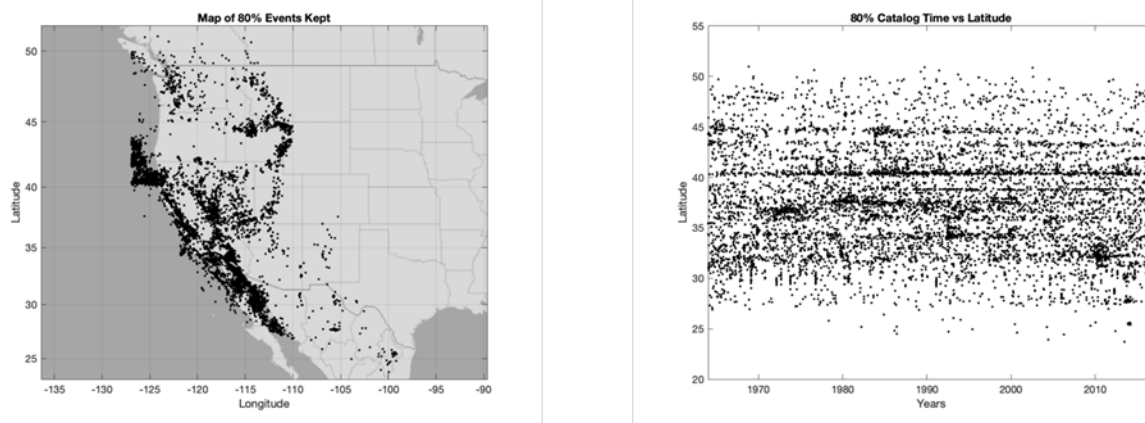 Map of 80% Events Kept
50
45
40
35
30
25
Latitude
-135 -130 -125 -120 -115 -110 -105 -100 -95 -90
Longitude
80% Catalog Time vs Latitude
55
50
45
40
35
30
25
20
Latitude
1970 1980 1990 2000 2010
Years